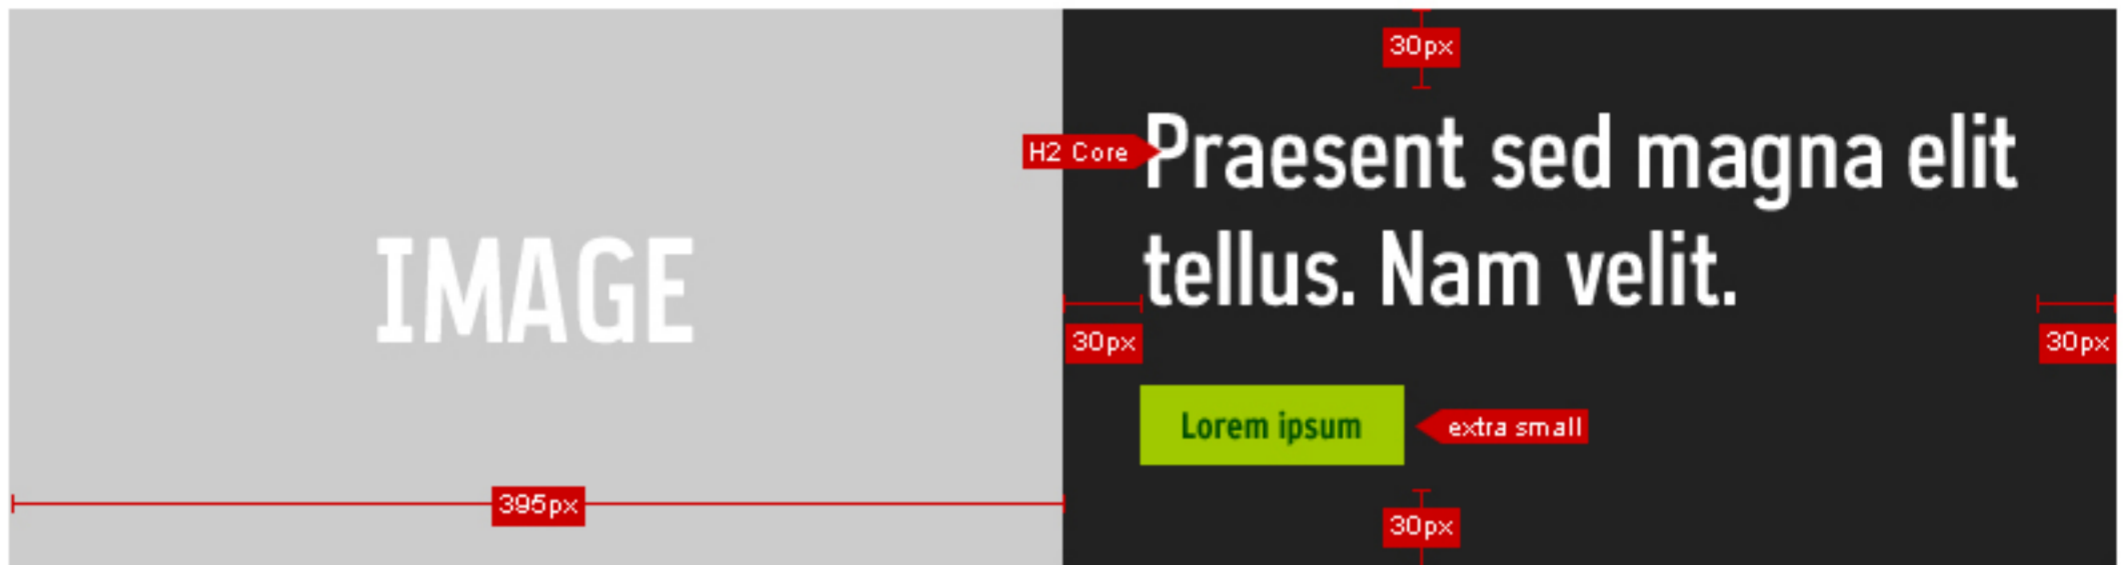 30px
H2 Core
Praesent sed magna elit
tellus. Nam velit.
IMAGE
30px
30px
Lorem ipsum
extra small
395px
30px